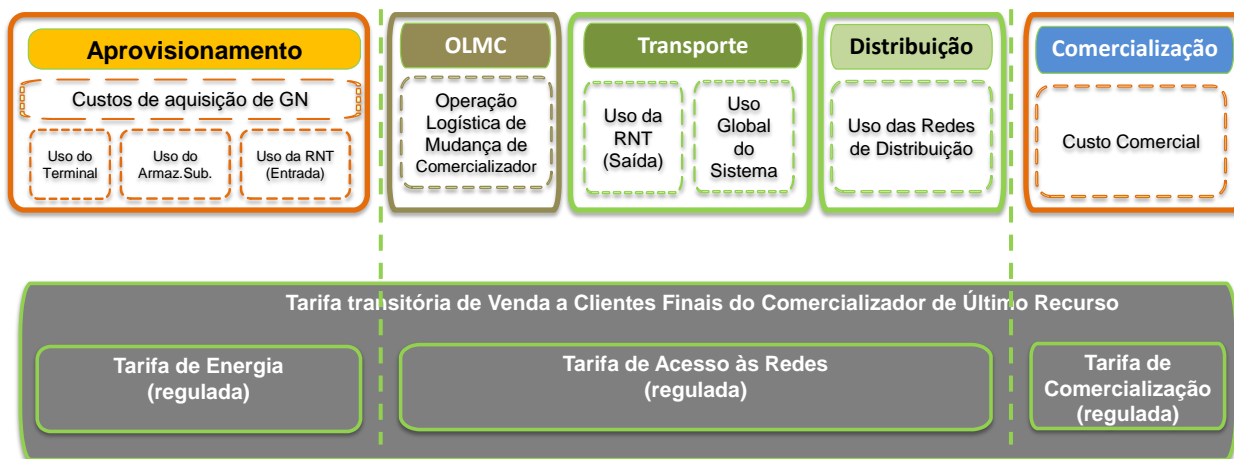 Aprovisionamento
Custos de aquisição de GN
Uso do
Terminal
Uso do
Armaz.Sub.
Uso da RNT
(Entrada)
OLMC
Operação
Logística de
Mudança de
Comercializador
Transporte
Uso da
RNT
(Saída)
Uso
Global
do
Sistema
Distribuição
Uso das Redes
de Distribuição
Comercialização
Custo Comercial
Tarifa transitória de Venda a Clientes Finais do Comercializador de Último Recurso
Tarifa de Energia
(regulada)
Tarifa de Acesso às Redes
(regulada)
Tarifa de
Comercialização
(regulada)